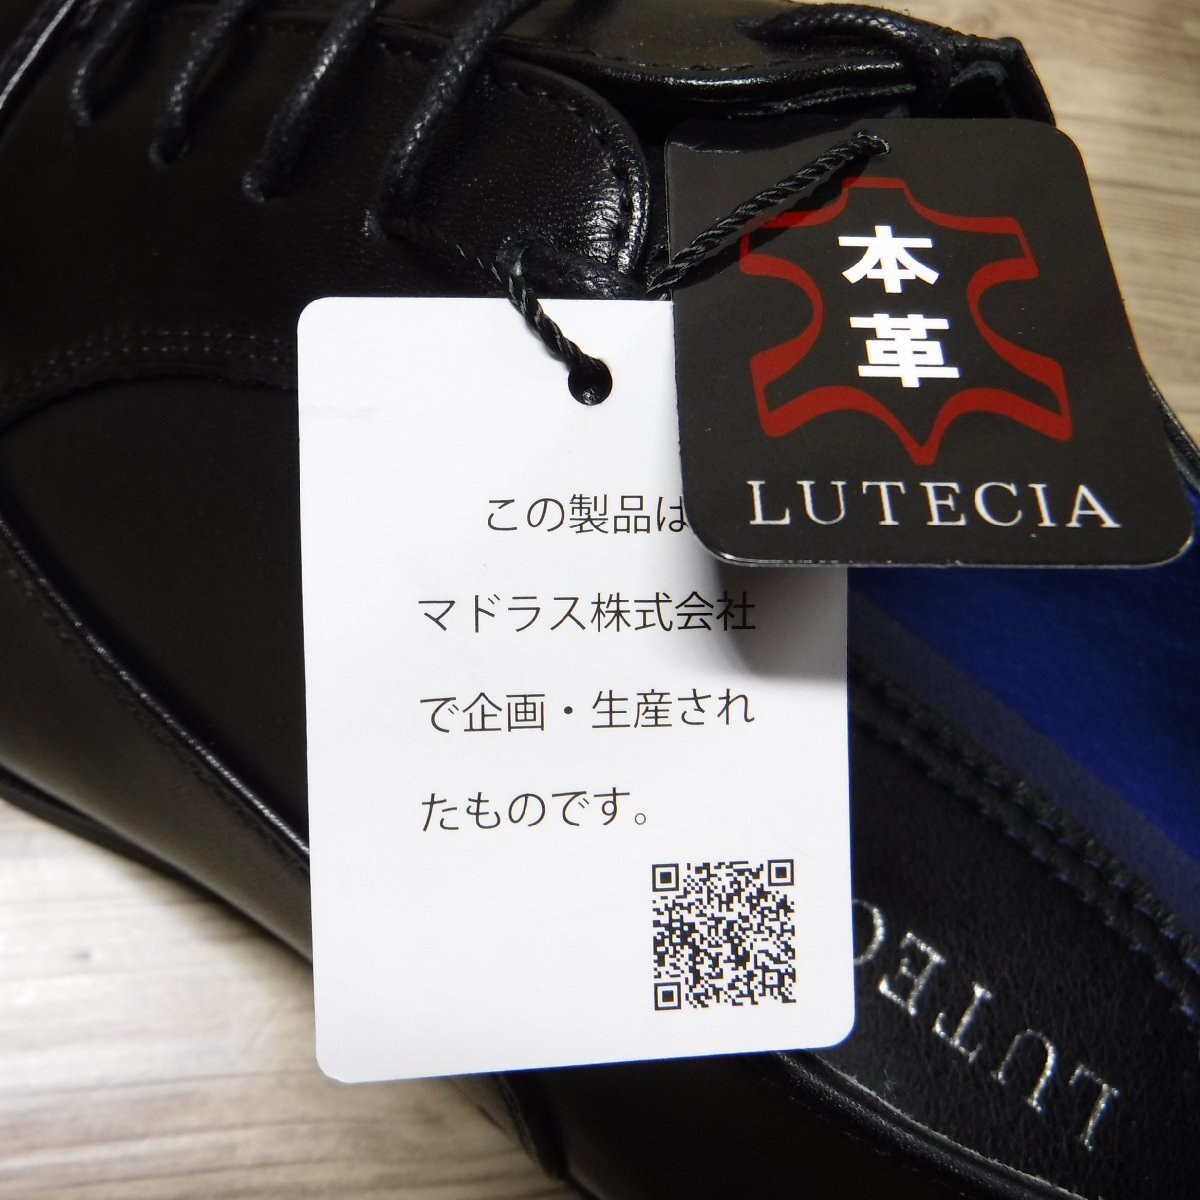 本
革
LUTECIA
この製品は
マドラス株式会社
で企画・生産され
たものです。
LUTEC